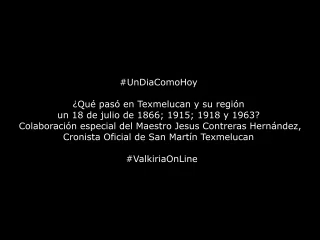 #UnDiaComoHoy
¿Qué pasó en Texmelucan y su región
un 18 de julio de 1866; 1915; 1918 y 1963?
Colaboración especial del Maestro Jesus Contreras Hernández,
Cronista Oficial de San Martín Texmelucan
#ValkiriaOnLine